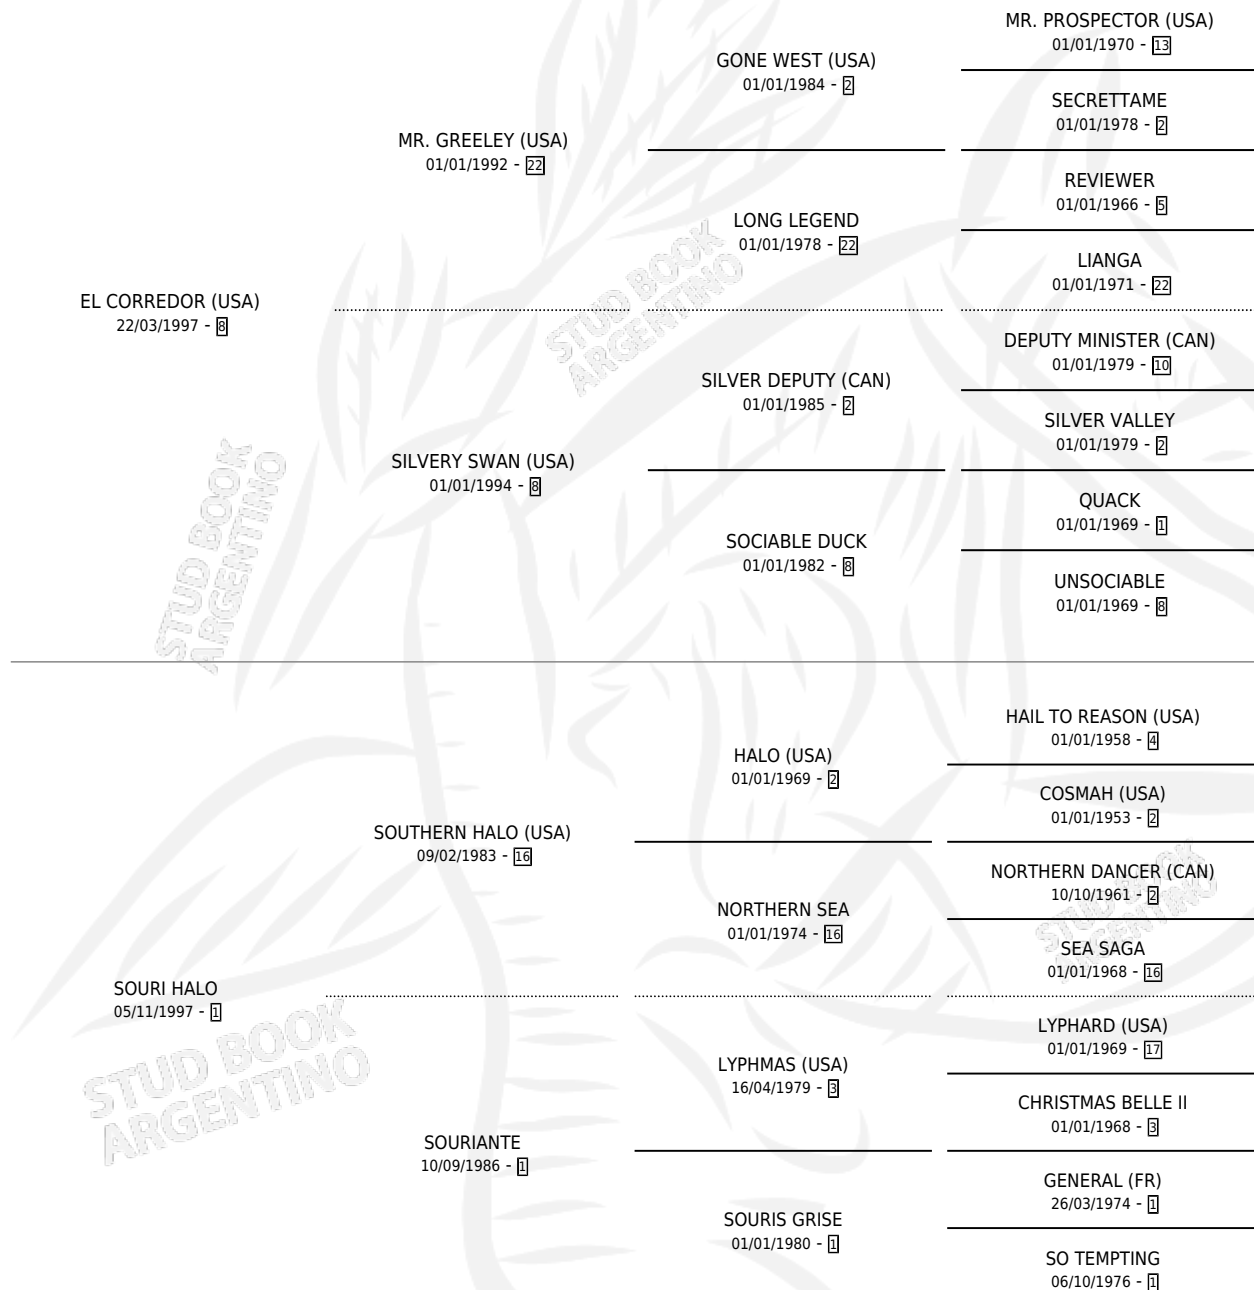 MR. PROSPECTOR (USA)
01/01/1970 - 13
GONE WEST (USA)
01/01/1984 - 2
SECRETTAME
01/01/1978 - 2
MR. GREELEY (USA)
01/01/1992 - 22
REVIEWER
01/01/1966 - 5
LONG LEGEND
01/01/1978 - 22
LIANGA
01/01/1971 - 22
EL CORREDOR (USA)
22/03/1997 - 8
STUD BOOK
ARGENTINO
DEPUTY MINISTER (CAN)
01/01/1979 - 10
SILVER DEPUTY (CAN)
01/01/1985 - 2
SILVER VALLEY
01/01/1979 - 2
SILVERY SWAN (USA)
01/01/1994 - 8
QUACK
01/01/1969 - 1
SOCIABLE DUCK
01/01/1982 - 8
UNSOCIABLE
01/01/1969 - 8
STUD BOOK
ARGENTINO
HAIL TO REASON (USA)
01/01/1958 - 4
HALO (USA)
01/01/1969 - 2
COSMAH (USA)
01/01/1953 - 2
SOUTHERN HALO (USA)
09/02/1983 - 16
NORTHERN DANCER (CAN)
10/10/1961 - 2
NORTHERN SEA
01/01/1974 - 16
STUD BOOK
ARGENTINO
SEA SAGA
01/01/1968 - 16
SOURI HALO
05/11/1997 - 1
LYPHARD (USA)
01/01/1969 - 17
LYPHMAS (USA)
16/04/1979 - 3
STUD BOOK
ARGENTINO
CHRISTMAS BELLE II
01/01/1968 - 3
SOURIANTE
10/09/1986 - 1
GENERAL (FR)
26/03/1974 - 1
SOURIS GRISE
01/01/1980 - 1
SO TEMPTING
06/10/1976 - 1